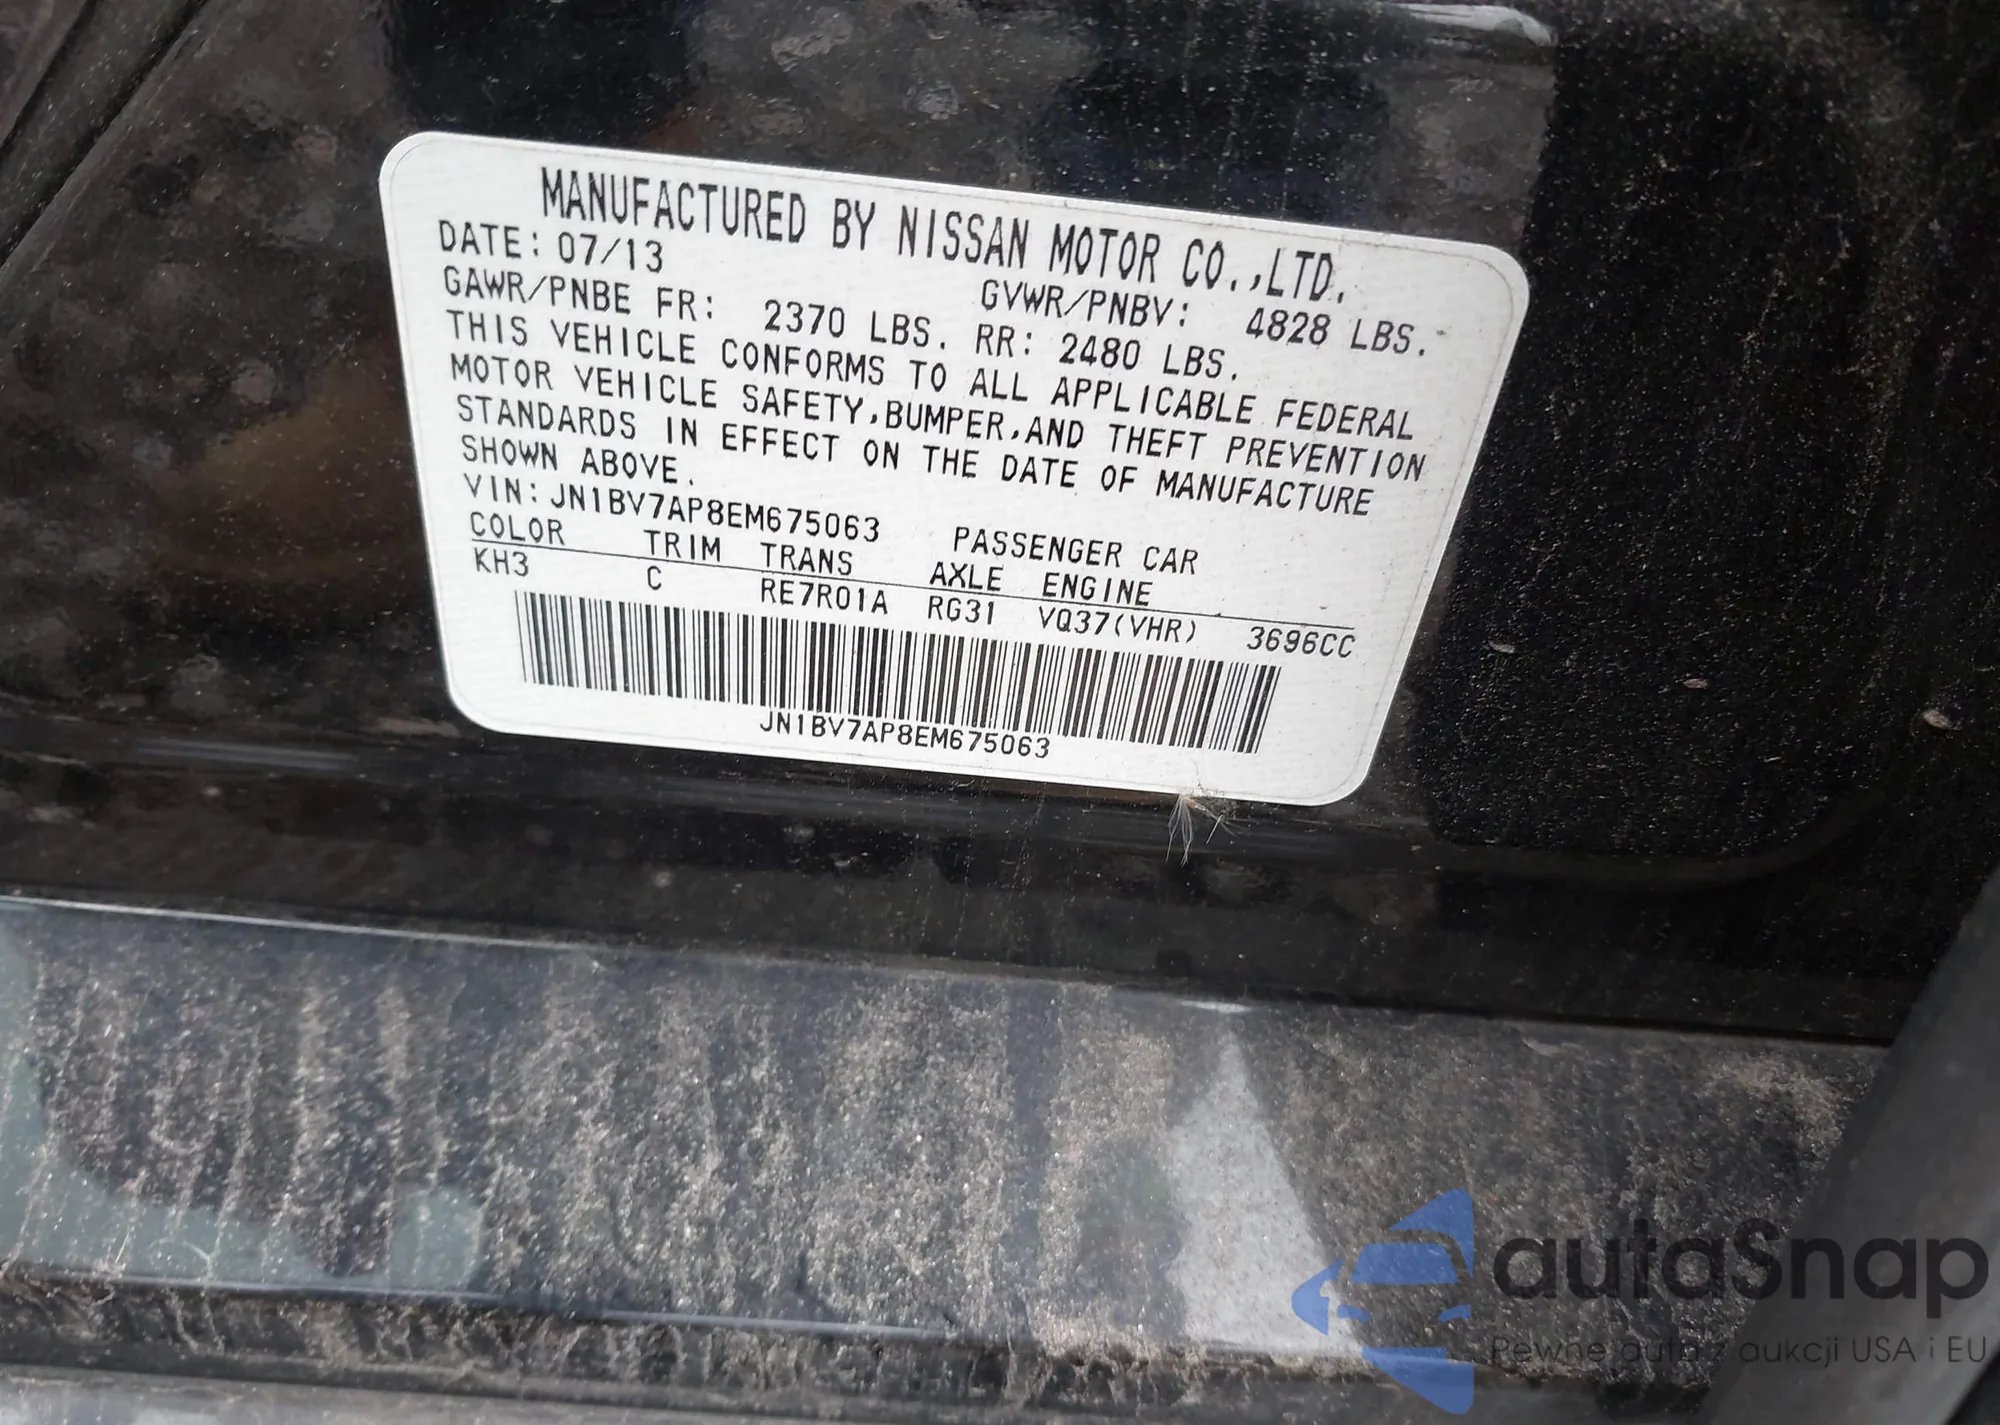 MANUFACTURED BY NISSAN MOTOR CO.,LTD.
DATE: 07/13 GVWR/PNBV: 4828 LBS.
GAWR/PNBE FR: 2370 LBS. RR: 2480 LBS.
THIS VEHICLE CONFORMS TO ALL APPLICABLE FEDERAL
MOTOR VEHICLE SAFETY,BUMPER,AND THEFT PREVENTION
STANDARDS IN EFFECT ON THE DATE OF MANUFACTURE
SHOWN ABOVE.
VIN: JN1BV7AP8EM675063 PASSENGER CAR
COLOR TRIM TRANS AXLE ENGINE
KH3 C RE7R01A RG31 VQ37(VHR) 3696CC
JN1BV7AP8EM675063
autaSnap
Pewne auta z aukcji USA i EU